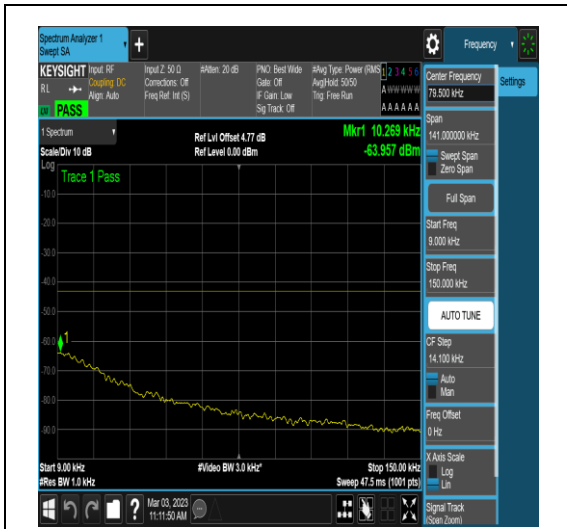 Spectrum Analyzer 1
Swept SA
+
Frequency
KEYSIGHT
Input: RF
Coupling: DC
Align: Auto
Input Z: 50 Ω
Corrections: Off
Freq Ref: Int (S)
#Atten: 20 dB
PNO: Best Wide
Gate: Off
IF Gain: Low
Sig Track: Off
#Avg Type: Power (RMS
Avg|Hold: 50/50
Trig: Free Run
1 2 3 4 5 6
A W W W W W
A A A A A A
R L
PASS
1 Spectrum
Scale/Div 10 dB
Ref Lvl Offset 4.77 dB
Ref Level 0.00 dBm
Mkr1 10.269 kHz
-63.957 dBm
Log
Trace 1 Pass
-10.0
-20.0
-30.0
-40.0
-50.0
-60.0
-70.0
-80.0
-90.0
1
Start 9.00 kHz
#Res BW 1.0 kHz
#Video BW 3.0 kHz*
Stop 150.00 kHz
Sweep 47.5 ms (1001 pts)
Mar 03, 2023
11:11:50 AM
?
Center Frequency
79.500 kHz
Settings
Span
141.000000 kHz
Swept Span
Zero Span
Full Span
Start Freq
9.000 kHz
Stop Freq
150.000 kHz
AUTO TUNE
CF Step
14.100 kHz
Auto
Man
Freq Offset
0 Hz
X Axis Scale
Log
Lin
Signal Track
(Span Zoom)